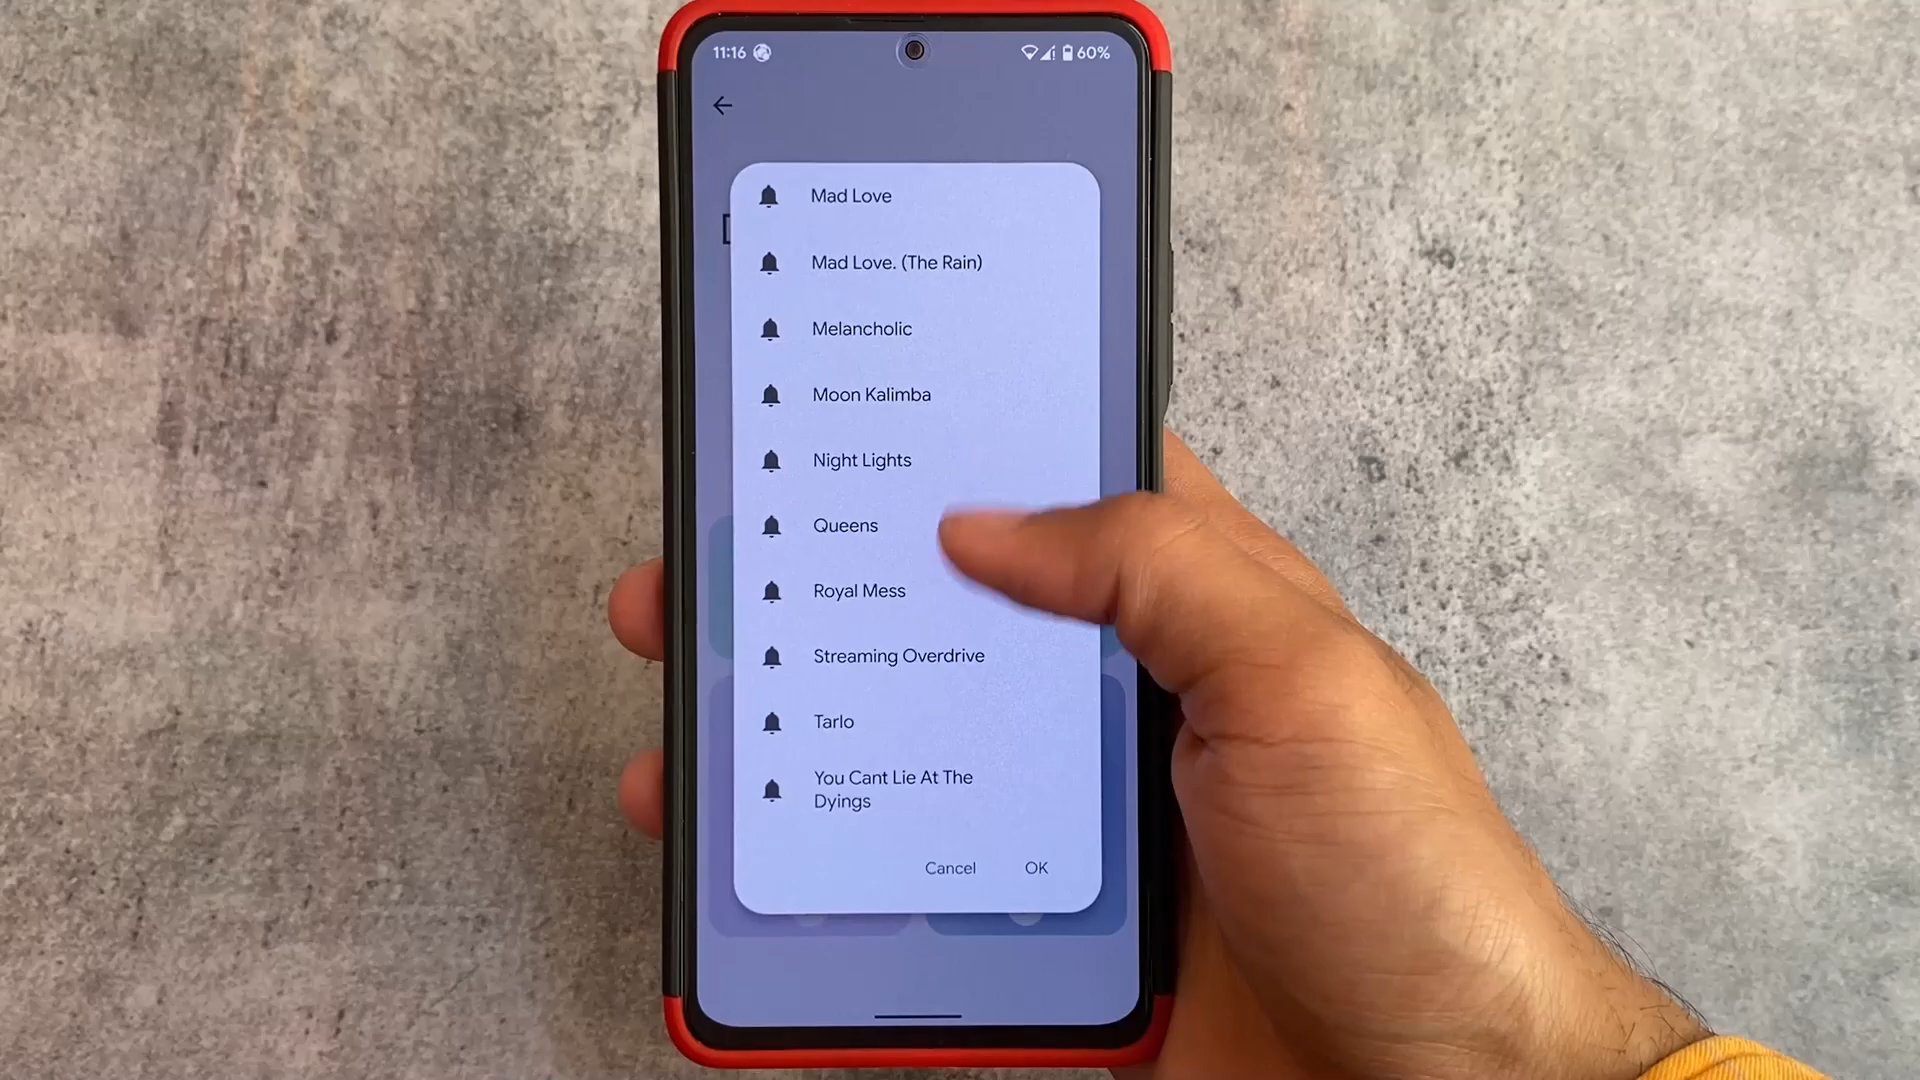 11:16
60%
Mad Love
Mad Love. (The Rain)
Melancholic
Moon Kalimba
Night Lights
Queens
Royal Mess
Streaming Overdrive
Tarlo
You Cant Lie At The
Dyings
Cancel OK